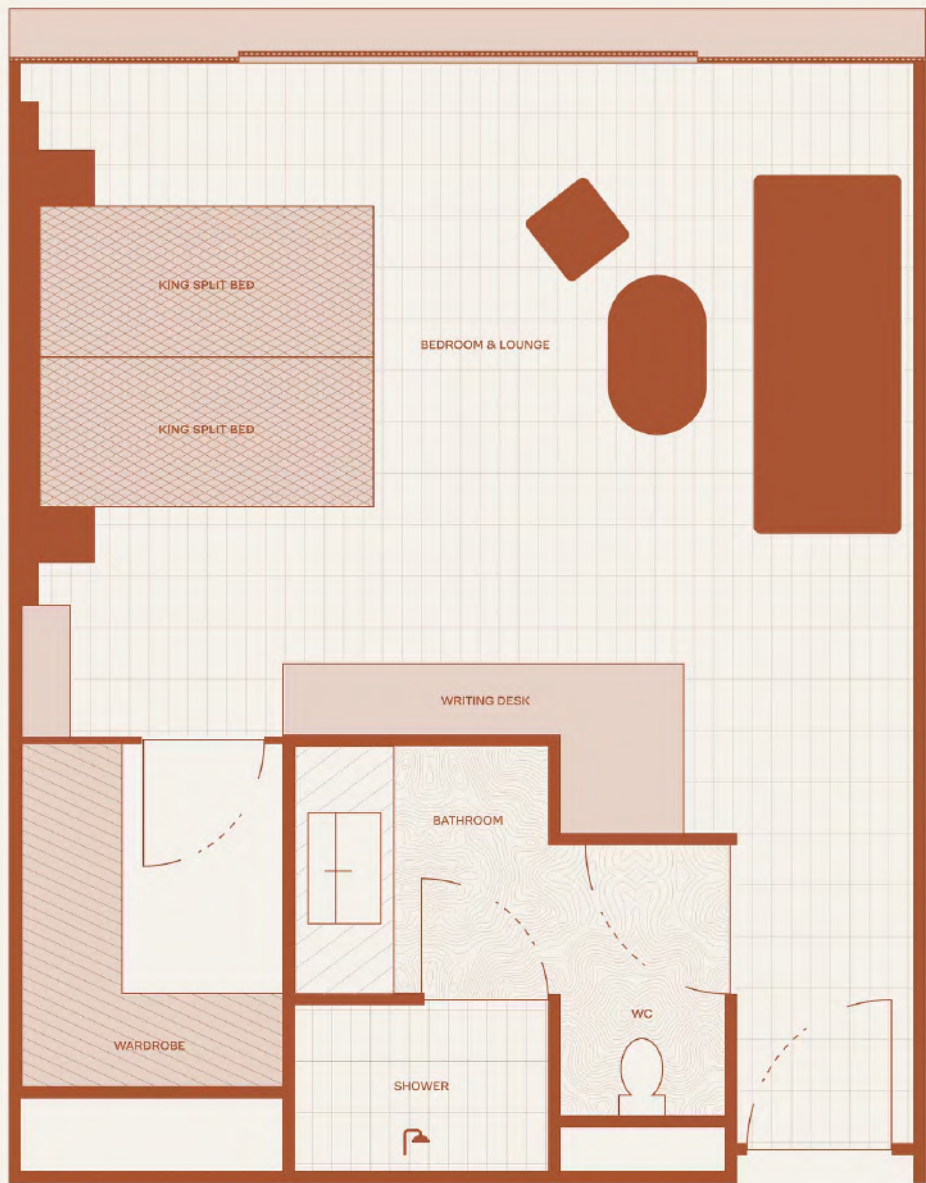 KING SPLIT BED
BEDROOM & LOUNGE
KING SPLIT BED
WRITING DESK
BATHROOM
WC
WARDROBE
SHOWER